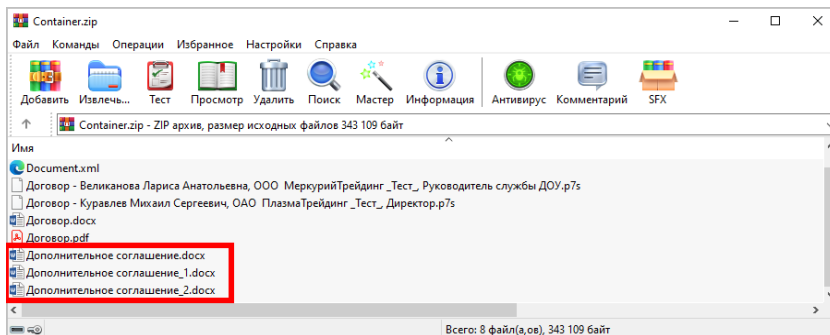 Container.zip
Файл Команды Операции Избранное Настройки Справка
Добавить Извлечь... Тест Просмотр Удалить Поиск Мастер Информация Антивирус Комментарий SFX
Container.zip - ZIP архив, размер исходных файлов 343 109 байт
Имя
Document.xml
Договор - Великанова Лариса Анатольевна, ООО МеркурийТрейдинг _Тест_, Руководитель службы ДОУ.p7s
Договор - Куравлев Михаил Сергеевич, ОАО ПлазмаТрейдинг _Тест_, Директор.p7s
Договор.docx
Договор.pdf
Дополнительное соглашение.docx
Дополнительное соглашение_1.docx
Дополнительное соглашение_2.docx
Всего: 8 файл(а,ов), 343 109 байт